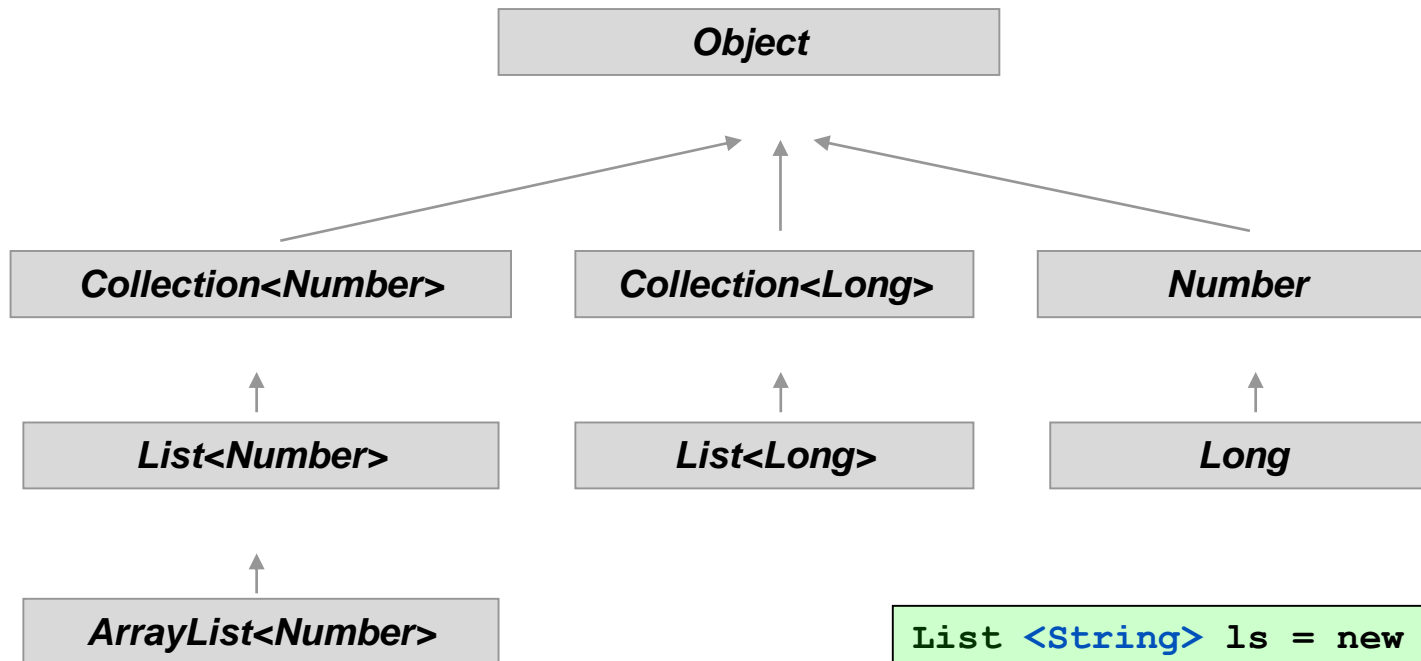 Object
Collection<Number>
Collection<Long>
Number
List<Number>
List<Long>
Long
ArrayList<Number>
List <String> ls = new